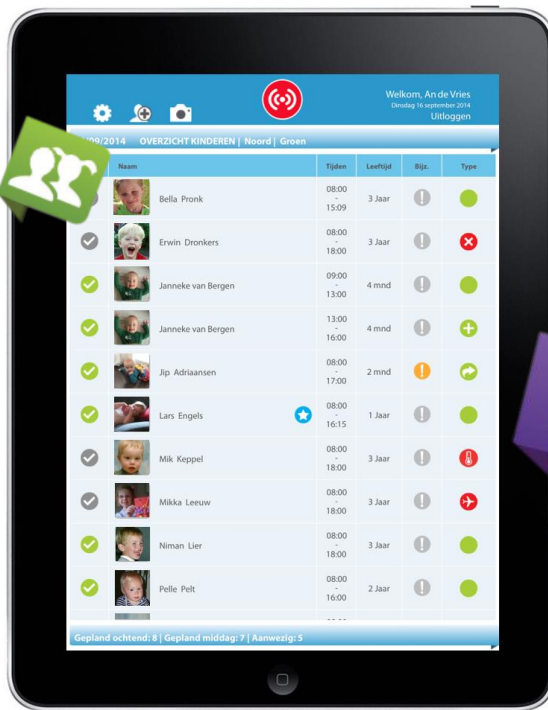 Welkom, An de Vries
Dinsdag 16 september 2014
Uitloggen
/09/2014 OVERZICHT KINDEREN | Noord | Groen
Naam Tijden Leeftijd Bijz. Type
Bella Pronk 08:00 - 15:09 3 Jaar
Erwin Dronkers 08:00 - 18:00 3 Jaar
Janneke van Bergen 09:00 - 13:00 4 mnd
Janneke van Bergen 13:00 - 16:00 4 mnd
Jip Adriaansen 08:00 - 17:00 2 mnd
Lars Engels 08:00 - 16:15 1 Jaar
Mik Keppel 08:00 - 18:00 3 Jaar
Mikka Leeuw 08:00 - 18:00 3 Jaar
Niman Lier 08:00 - 18:00 3 Jaar
Pelle Pelt 08:00 - 16:00 2 Jaar
Gepland ochtend: 8 | Gepland middag: 7 | Aanwezig: 5